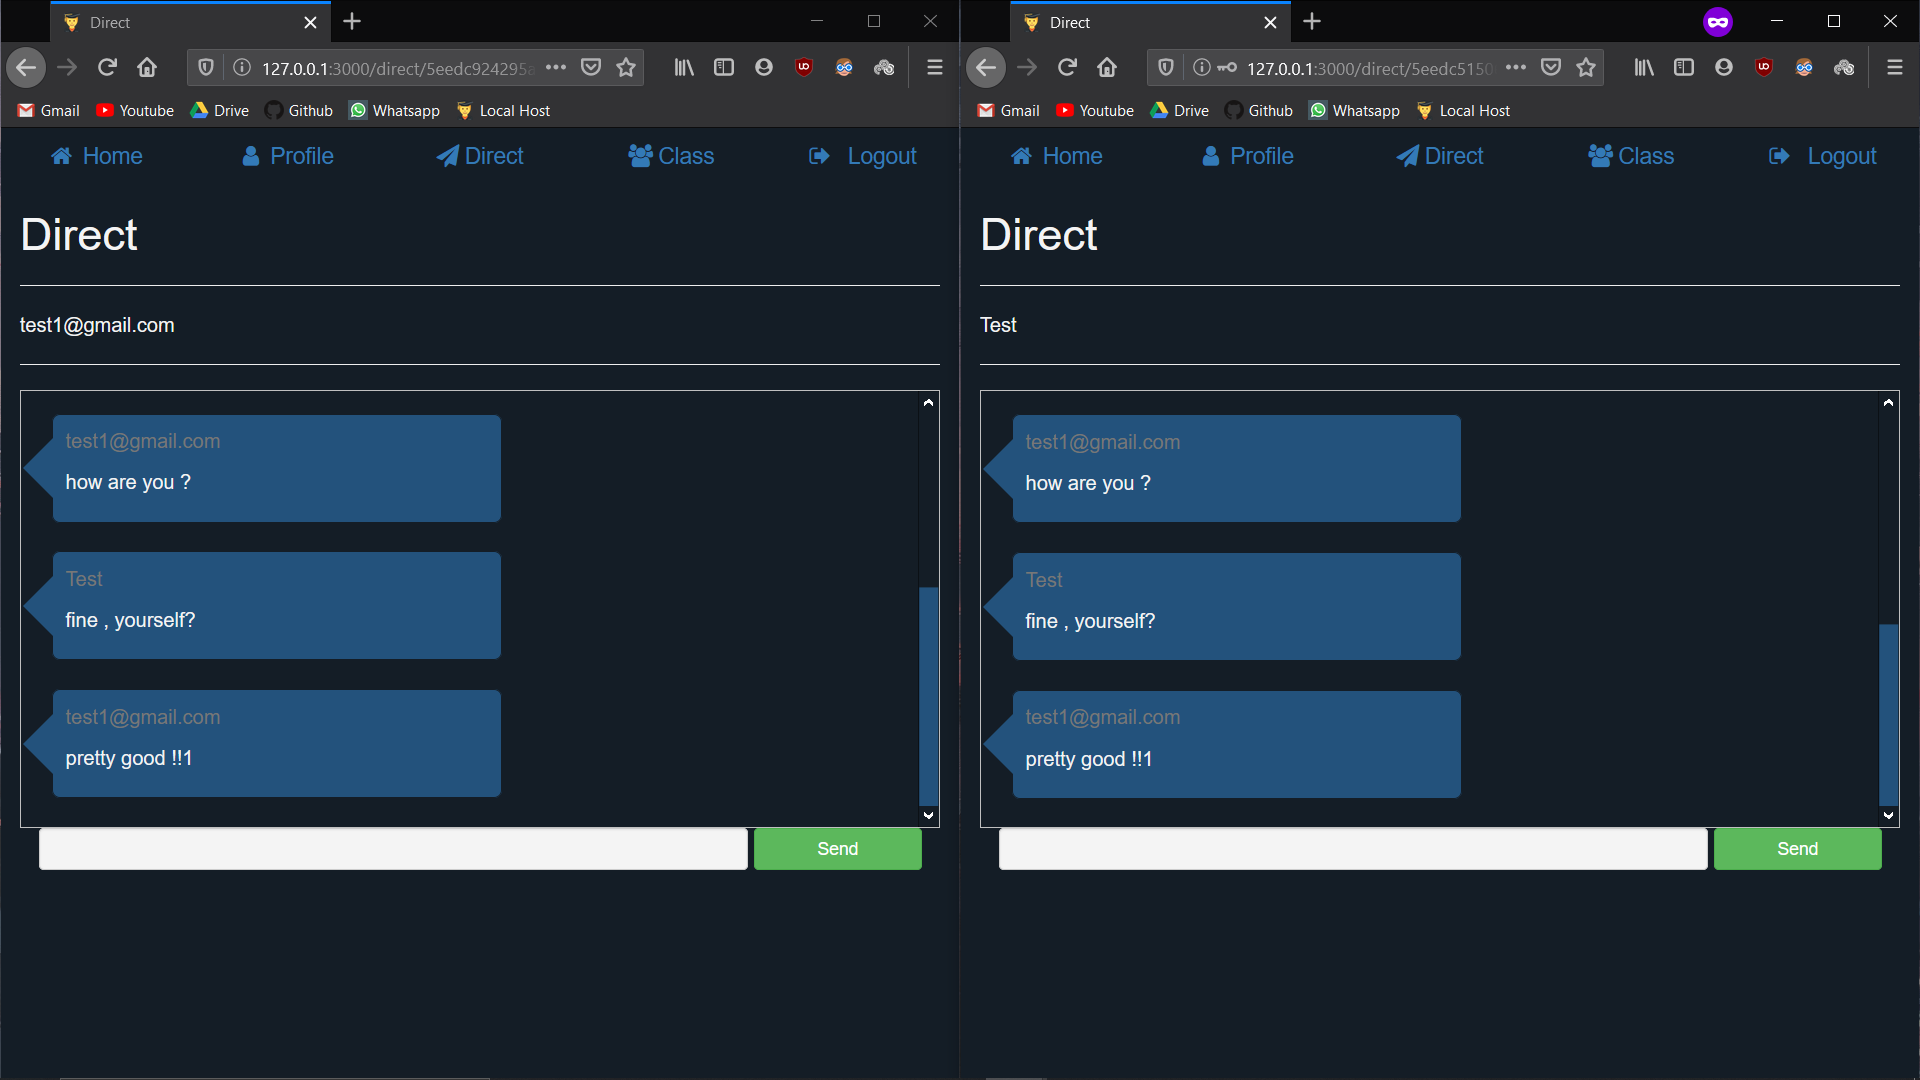 Direct
127.0.0.1:3000/direct/5eedc924295a
Gmail Youtube Drive Github Whatsapp Local Host
Home Profile Direct Class Logout
Direct
test1@gmail.com
test1@gmail.com
how are you ?
Test
fine , yourself?
test1@gmail.com
pretty good !!1
Send
Direct
127.0.0.1:3000/direct/5eedc5150
Gmail Youtube Drive Github Whatsapp Local Host
Home Profile Direct Class Logout
Direct
Test
test1@gmail.com
how are you ?
Test
fine , yourself?
test1@gmail.com
pretty good !!1
Send